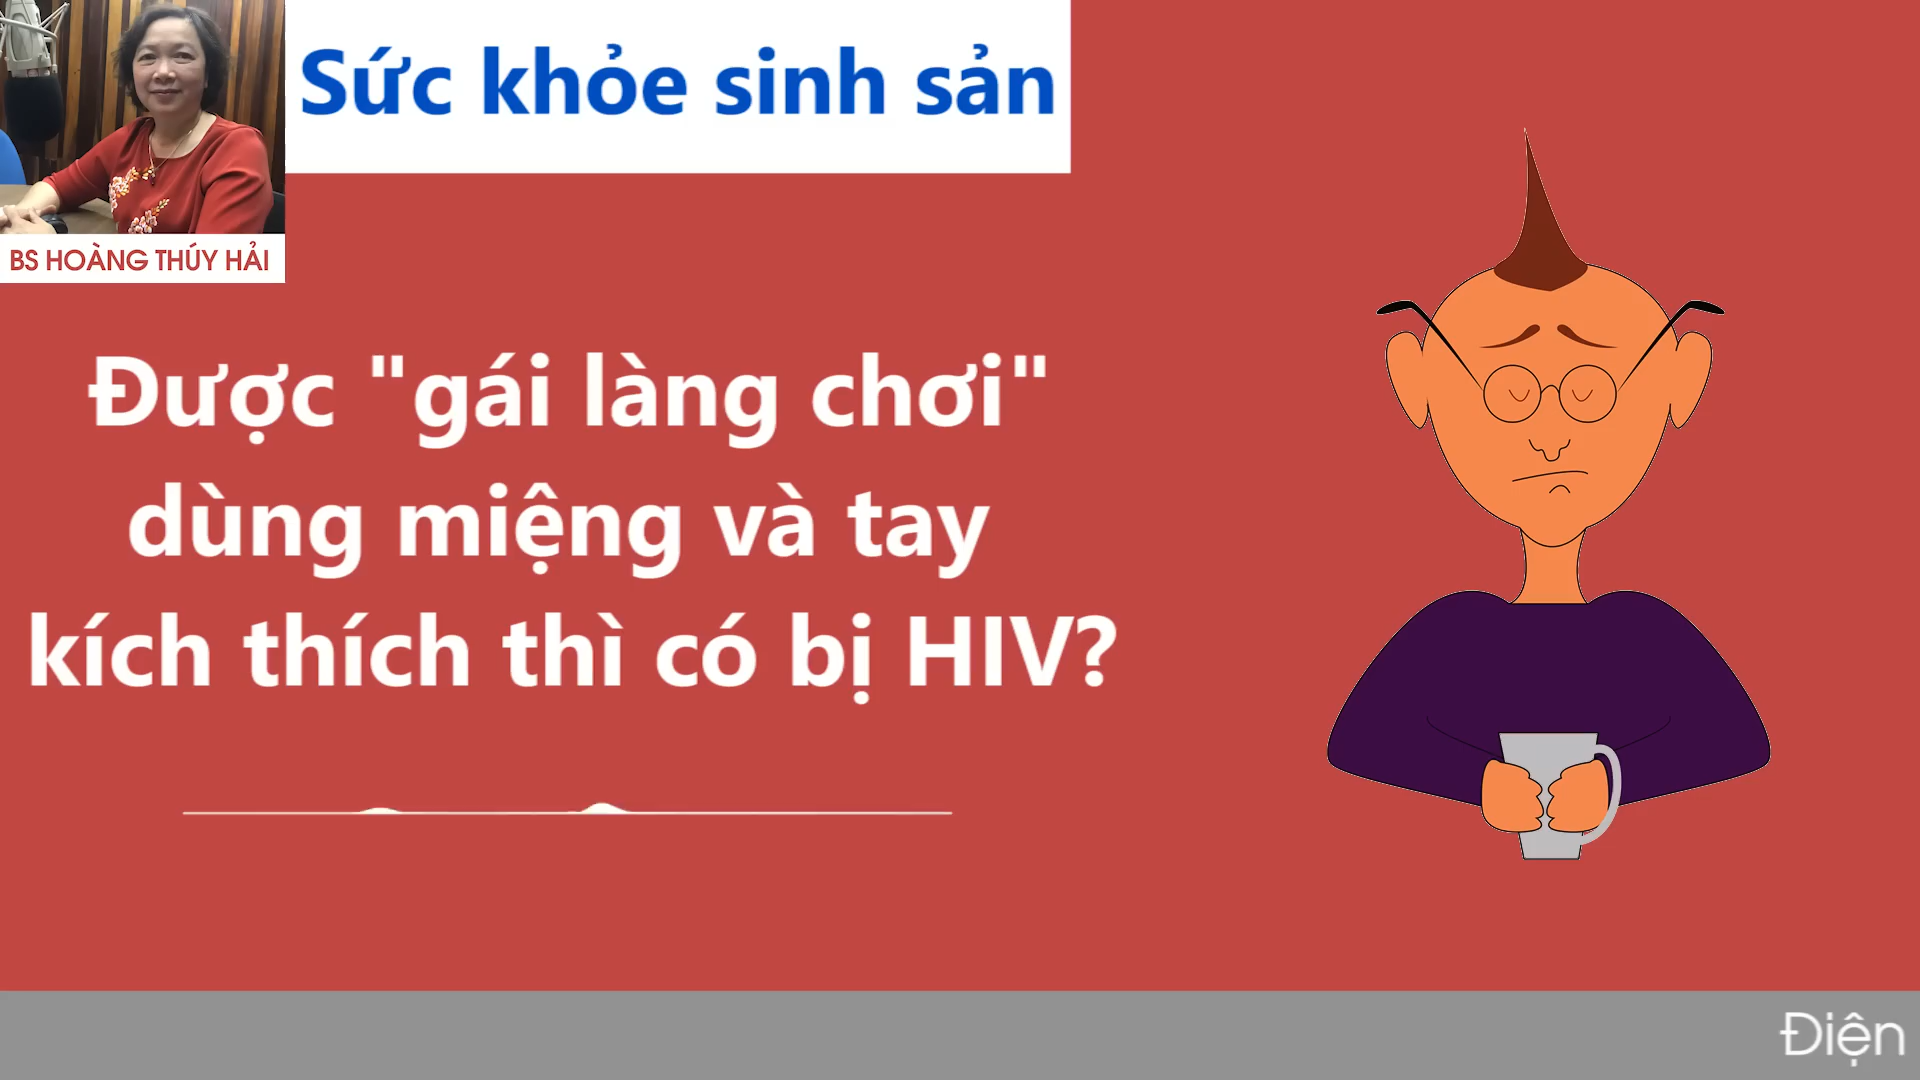 Sức khỏe sinh sản
BS HOÀNG THÚY HẢI
Được "gái làng chơi"
dùng miệng và tay
kích thích thì có bị HIV?
Điện